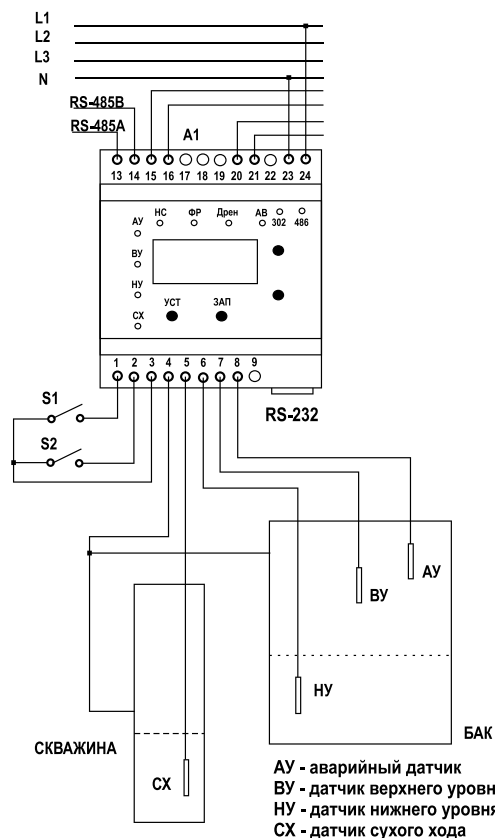 L1
L2
L3
N
RS-485B
RS-485A
A1
13 14 15 16 17 18 19 20 21 22 23 24
АУ НС ФР Дрен АВ 302 486
ВУ
НУ
УСТ ЗАП
СХ
1 2 3 4 5 6 7 8 9
RS-232
S1
S2
АУ
ВУ
НУ
СКВАЖИНА
БАК
СХ
АУ - аварийный датчик
ВУ - датчик верхнего уровн
НУ - датчик нижнего уровня
СХ - датчик сухого хода